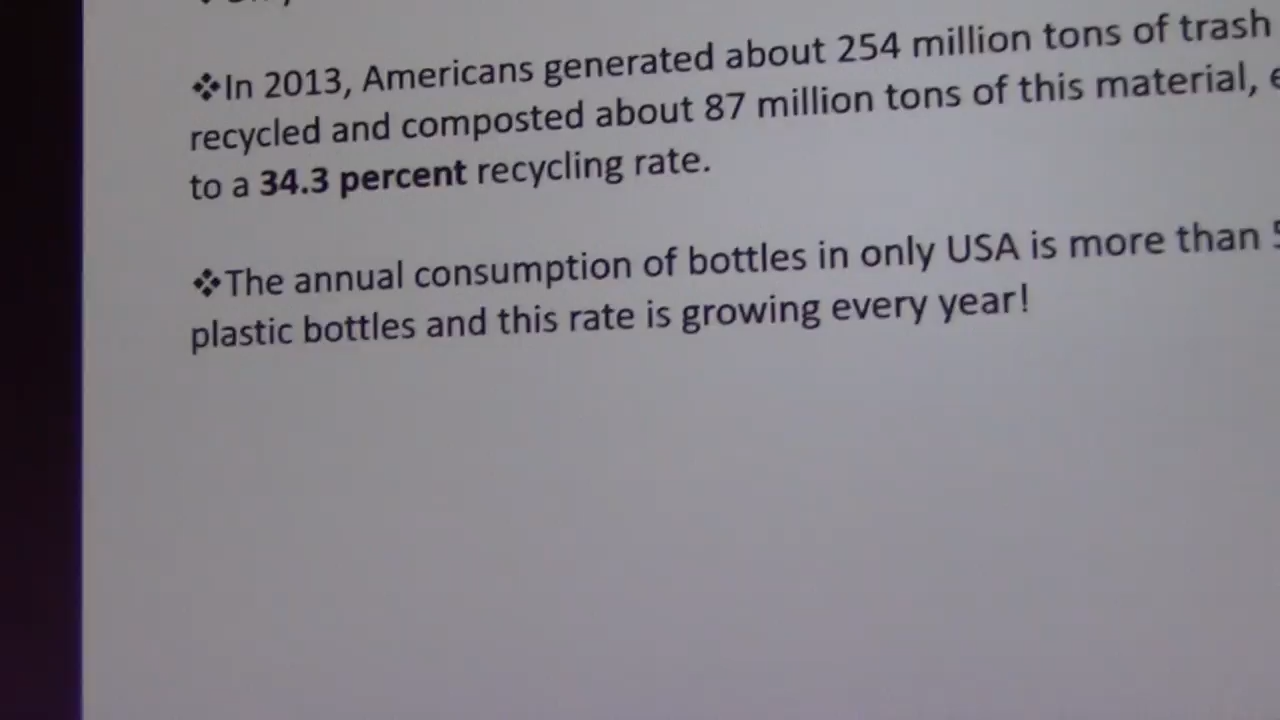 ❖In 2013, Americans generated about 254 million tons of trash
recycled and composted about 87 million tons of this material,
to a 34.3 percent recycling rate.
❖The annual consumption of bottles in only USA is more than
plastic bottles and this rate is growing every year!